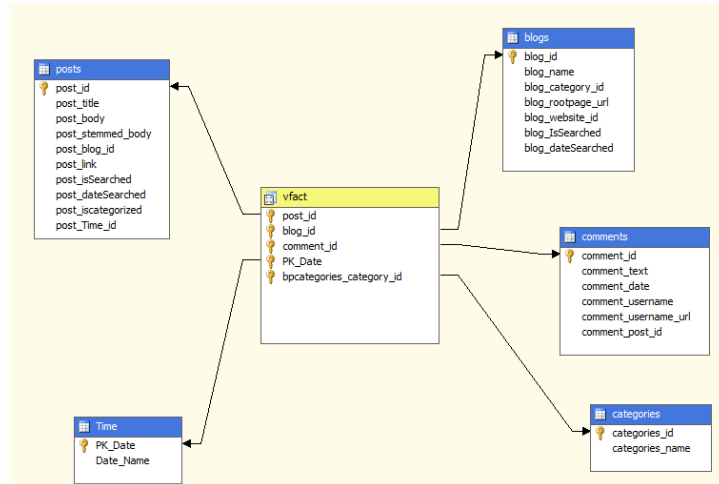 posts
post_id
post_title
post_body
post_stemmed_body
post_blog_id
post_link
post_isSearched
post_dateSearched
post_iscategorized
post_Time_id
blogs
blog_id
blog_name
blog_category_id
blog_rootpage_url
blog_website_id
blog_IsSearched
blog_dateSearched
vfact
post_id
blog_id
comment_id
PK_Date
bpcategories_category_id
comments
comment_id
comment_text
comment_date
comment_username
comment_username_url
comment_post_id
Time
PK_Date
Date_Name
categories
categories_id
categories_name